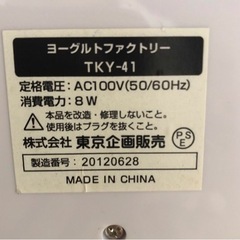 ヨーグルトファクトリー
TKY-41
定格電圧:AC100V(50/60Hz)
消費電力:8W
本品を改造・修理しないこと。
使用後はプラグを抜くこと。
PSE
株式会社 東京企画販売
製造番号:20120628
MADE IN CHINA